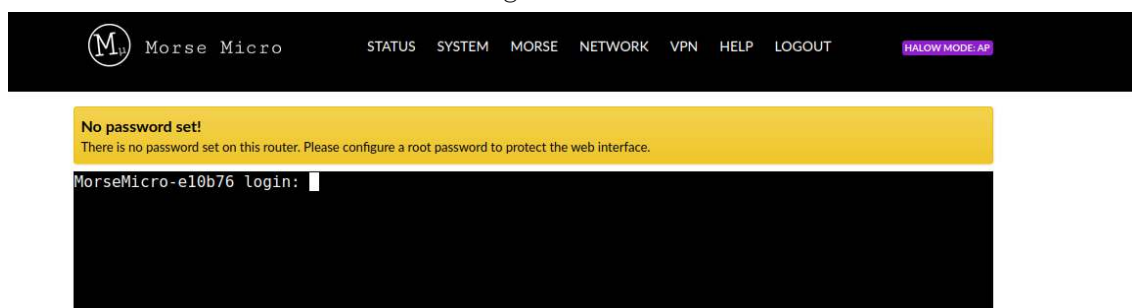 Mμ Morse Micro STATUS SYSTEM MORSE NETWORK VPN HELP LOGOUT HALOW MODE: AP
No password set!
There is no password set on this router. Please configure a root password to protect the web interface.
MorseMicro-e10b76 login: